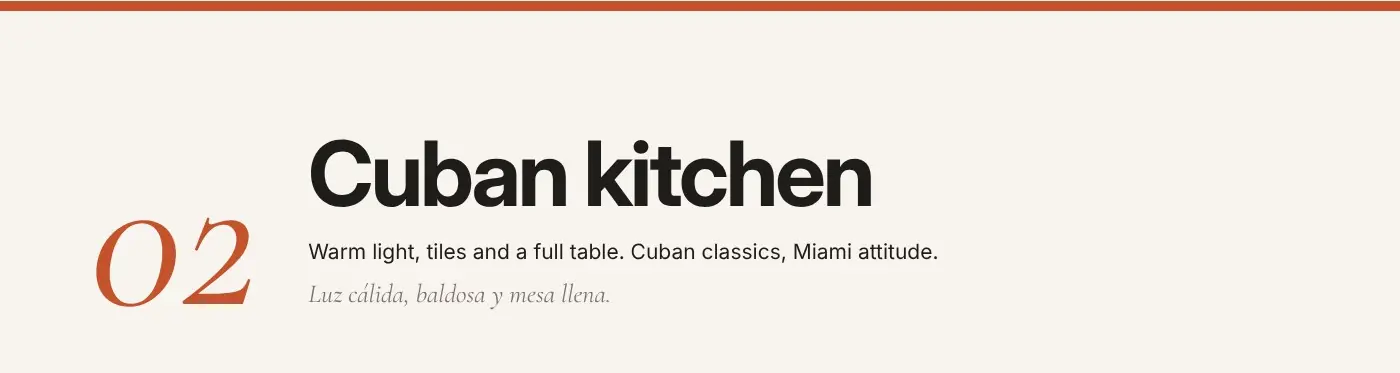 02
Cuban kitchen
Warm light, tiles and a full table. Cuban classics, Miami attitude.
Luz cálida, baldosa y mesa llena.